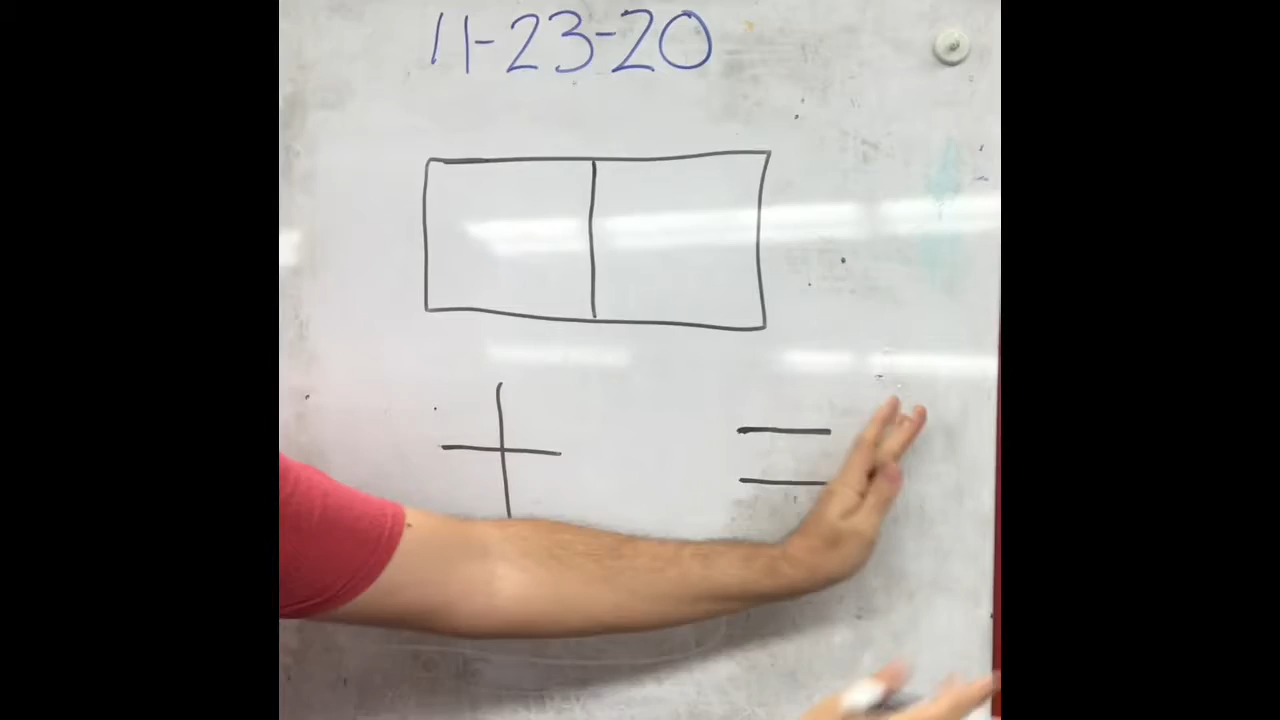 11-23-20
+ =